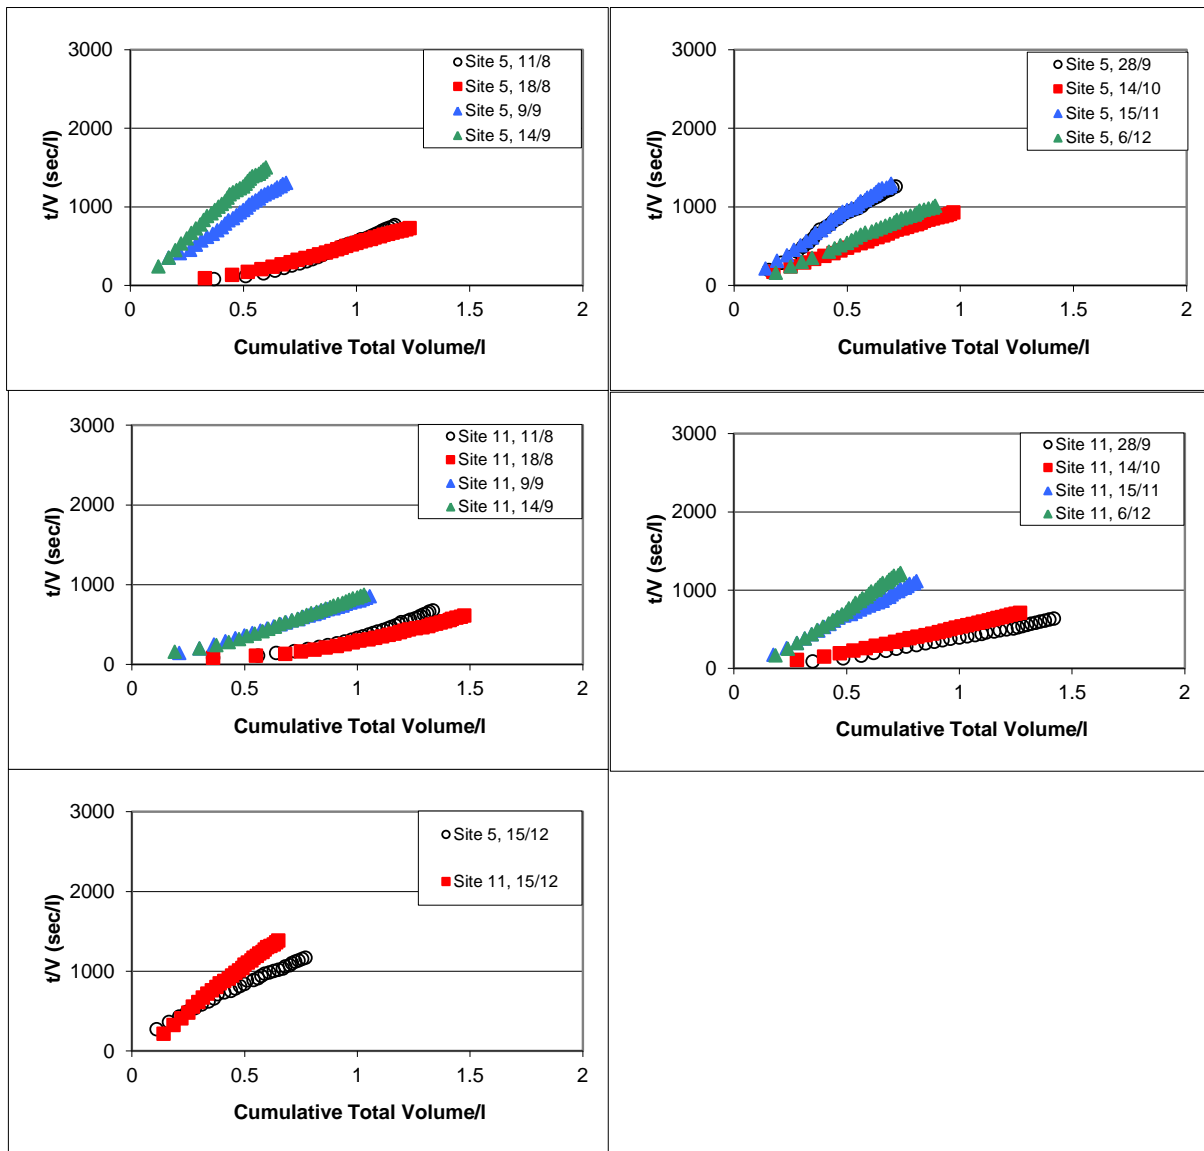 3000
2000
1000
0
t/V (sec/l)
0
0.5
1
1.5
2
Cumulative Total Volume/l
Site 5, 11/8
Site 5, 18/8
Site 5, 9/9
Site 5, 14/9
3000
2000
1000
0
t/V (sec/l)
0
0.5
1
1.5
2
Cumulative Total Volume/l
Site 5, 28/9
Site 5, 14/10
Site 5, 15/11
Site 5, 6/12
3000
2000
1000
0
t/V (sec/l)
0
0.5
1
1.5
2
Cumulative Total Volume/l
Site 11, 11/8
Site 11, 18/8
Site 11, 9/9
Site 11, 14/9
3000
2000
1000
0
t/V (sec/l)
0
0.5
1
1.5
2
Cumulative Total Volume/l
Site 11, 28/9
Site 11, 14/10
Site 11, 15/11
Site 11, 6/12
3000
2000
1000
0
t/V (sec/l)
0
0.5
1
1.5
2
Cumulative Total Volume/l
Site 5, 15/12
Site 11, 15/12